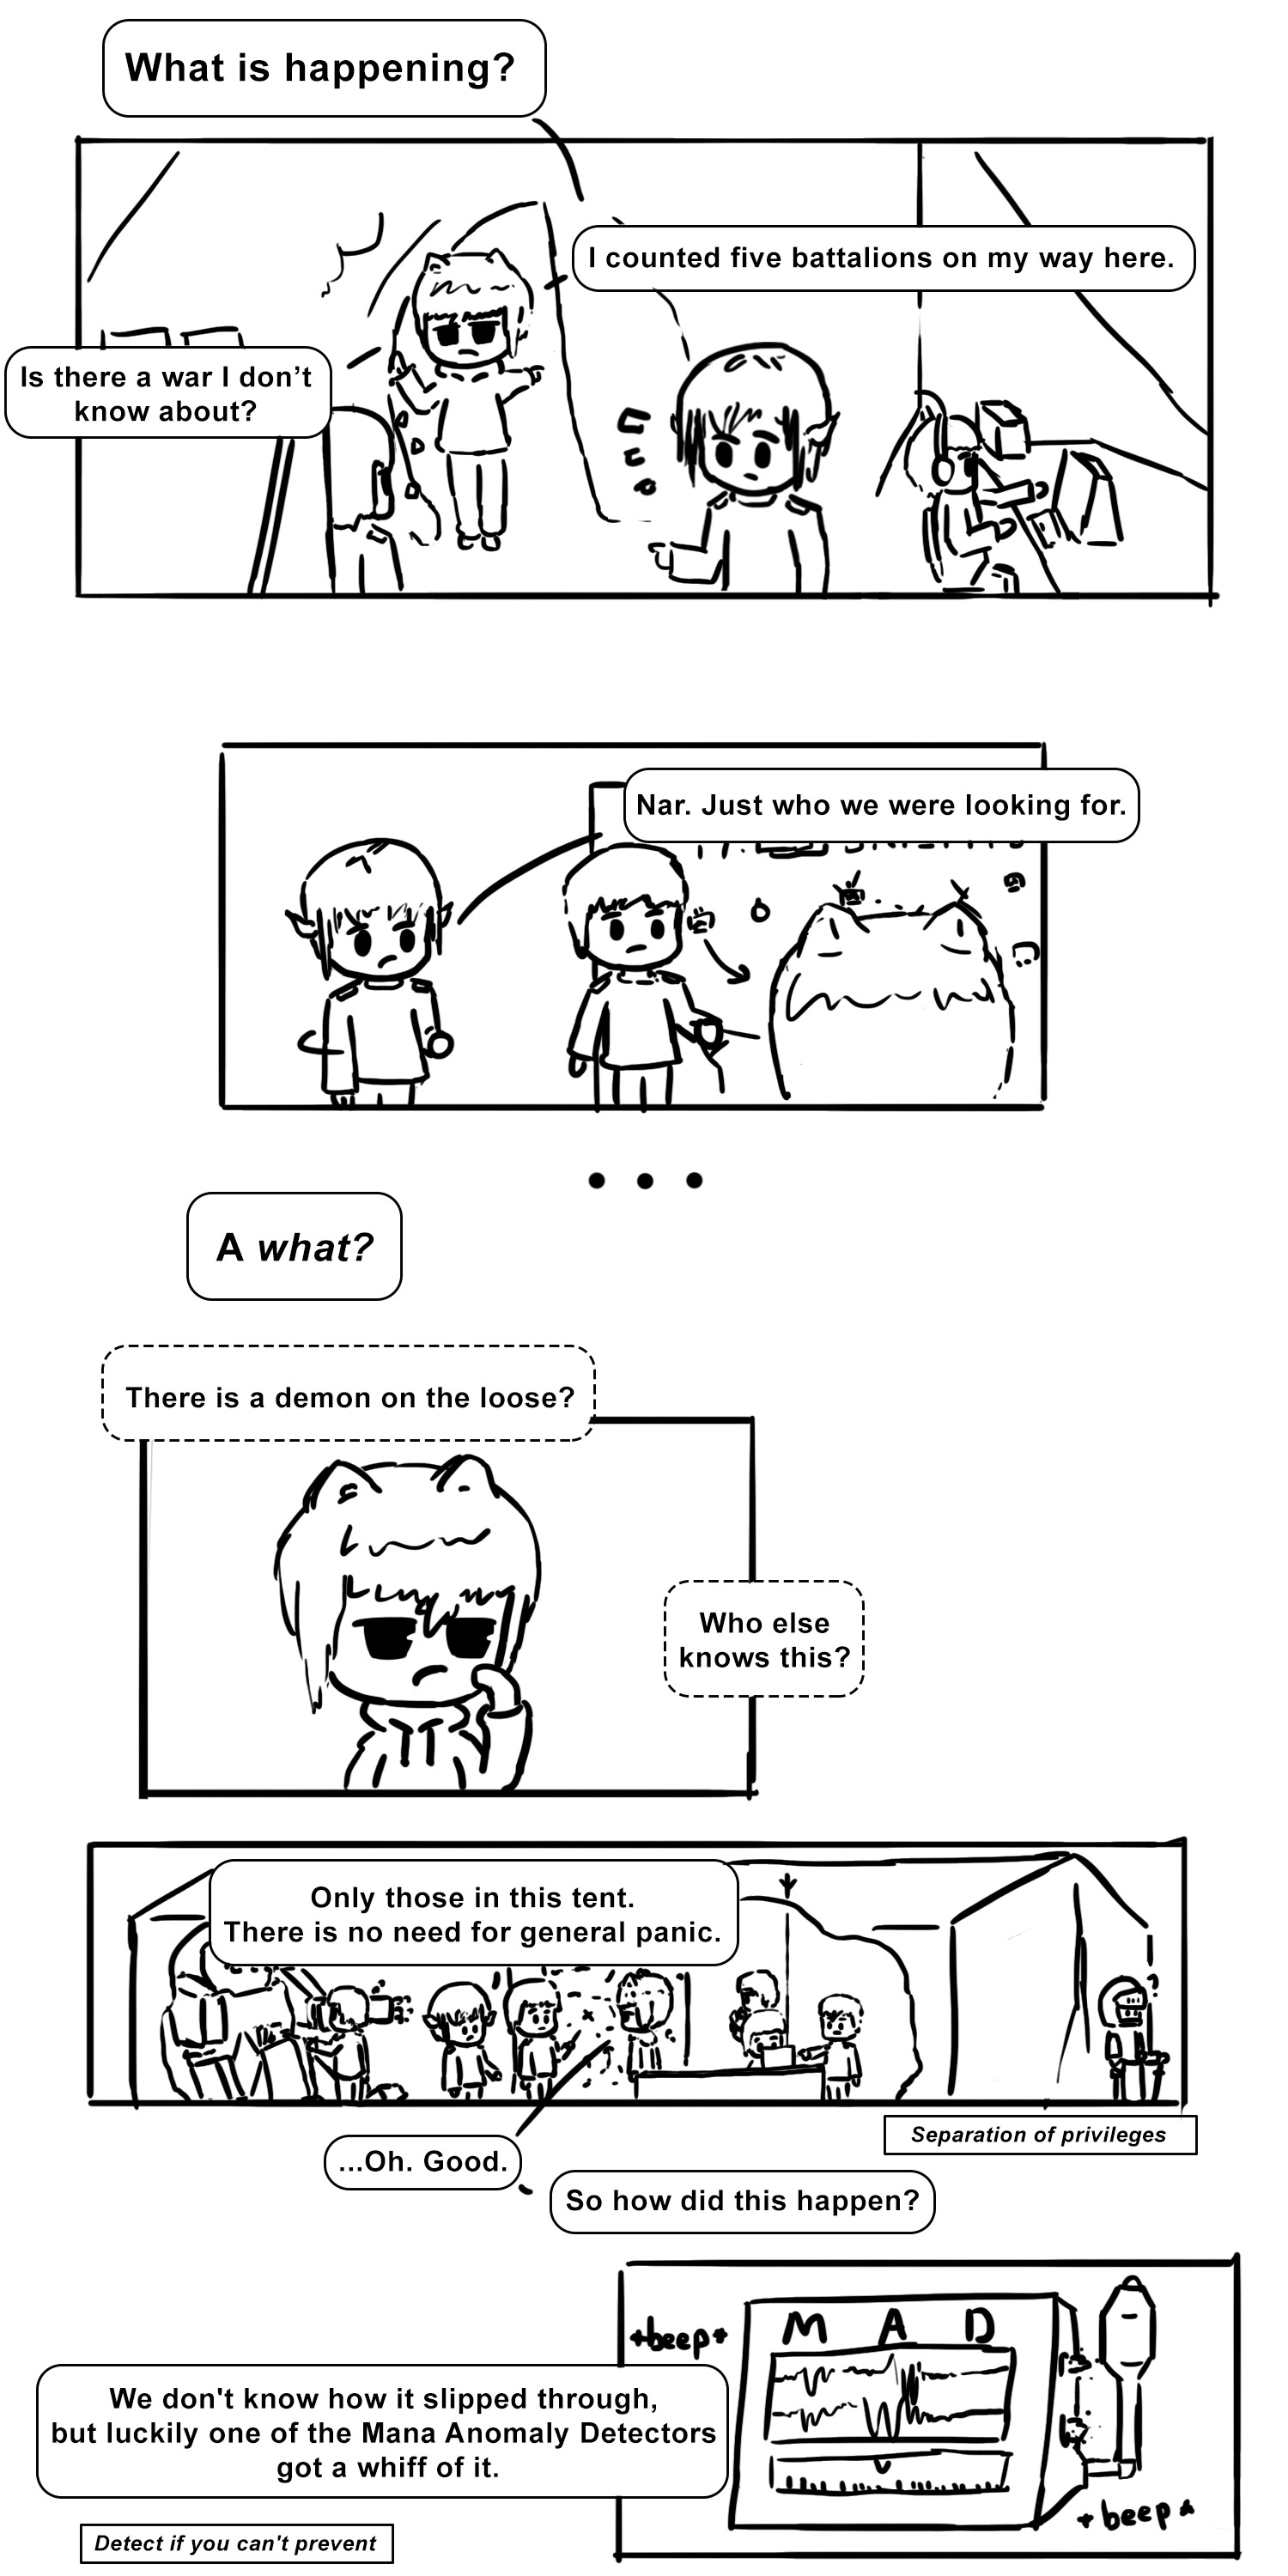 What is happening?
I counted five battalions on my way here.
Is there a war I don’t
know about?
Nar. Just who we were looking for.
A what?
There is a demon on the loose?
Who else
knows this?
Only those in this tent.
There is no need for general panic.
Separation of privileges
...Oh. Good.
So how did this happen?
*beep*
M A D
We don't know how it slipped through,
but luckily one of the Mana Anomaly Detectors
got a whiff of it.
*beep*
Detect if you can't prevent